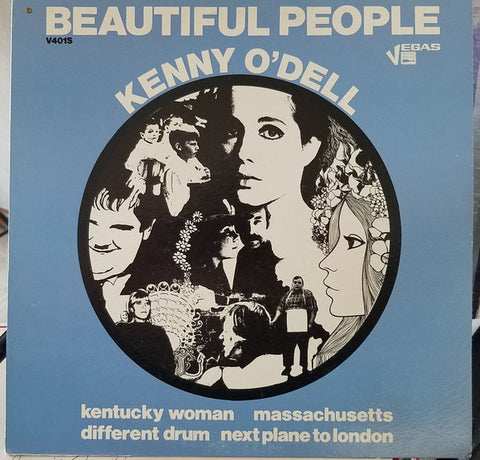 BEAUTIFUL PEOPLE
V401S
VEGAS
KENNY O'DELL
kentucky woman massachusetts
different drum next plane to london